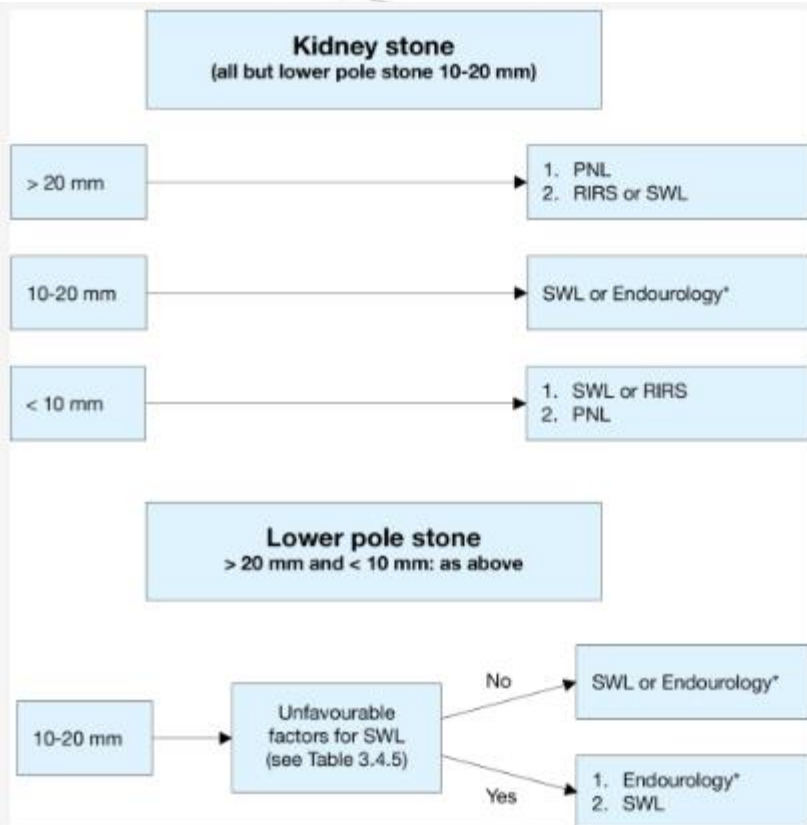 Kidney stone
(all but lower pole stone 10-20 mm)
> 20 mm
1. PNL
2. RIRS or SWL
10-20 mm
SWL or Endourology*
< 10 mm
1. SWL or RIRS
2. PNL
Lower pole stone
> 20 mm and < 10 mm: as above
10-20 mm
Unfavourable
factors for SWL
(see Table 3.4.5)
No
SWL or Endourology*
Yes
1. Endourology*
2. SWL